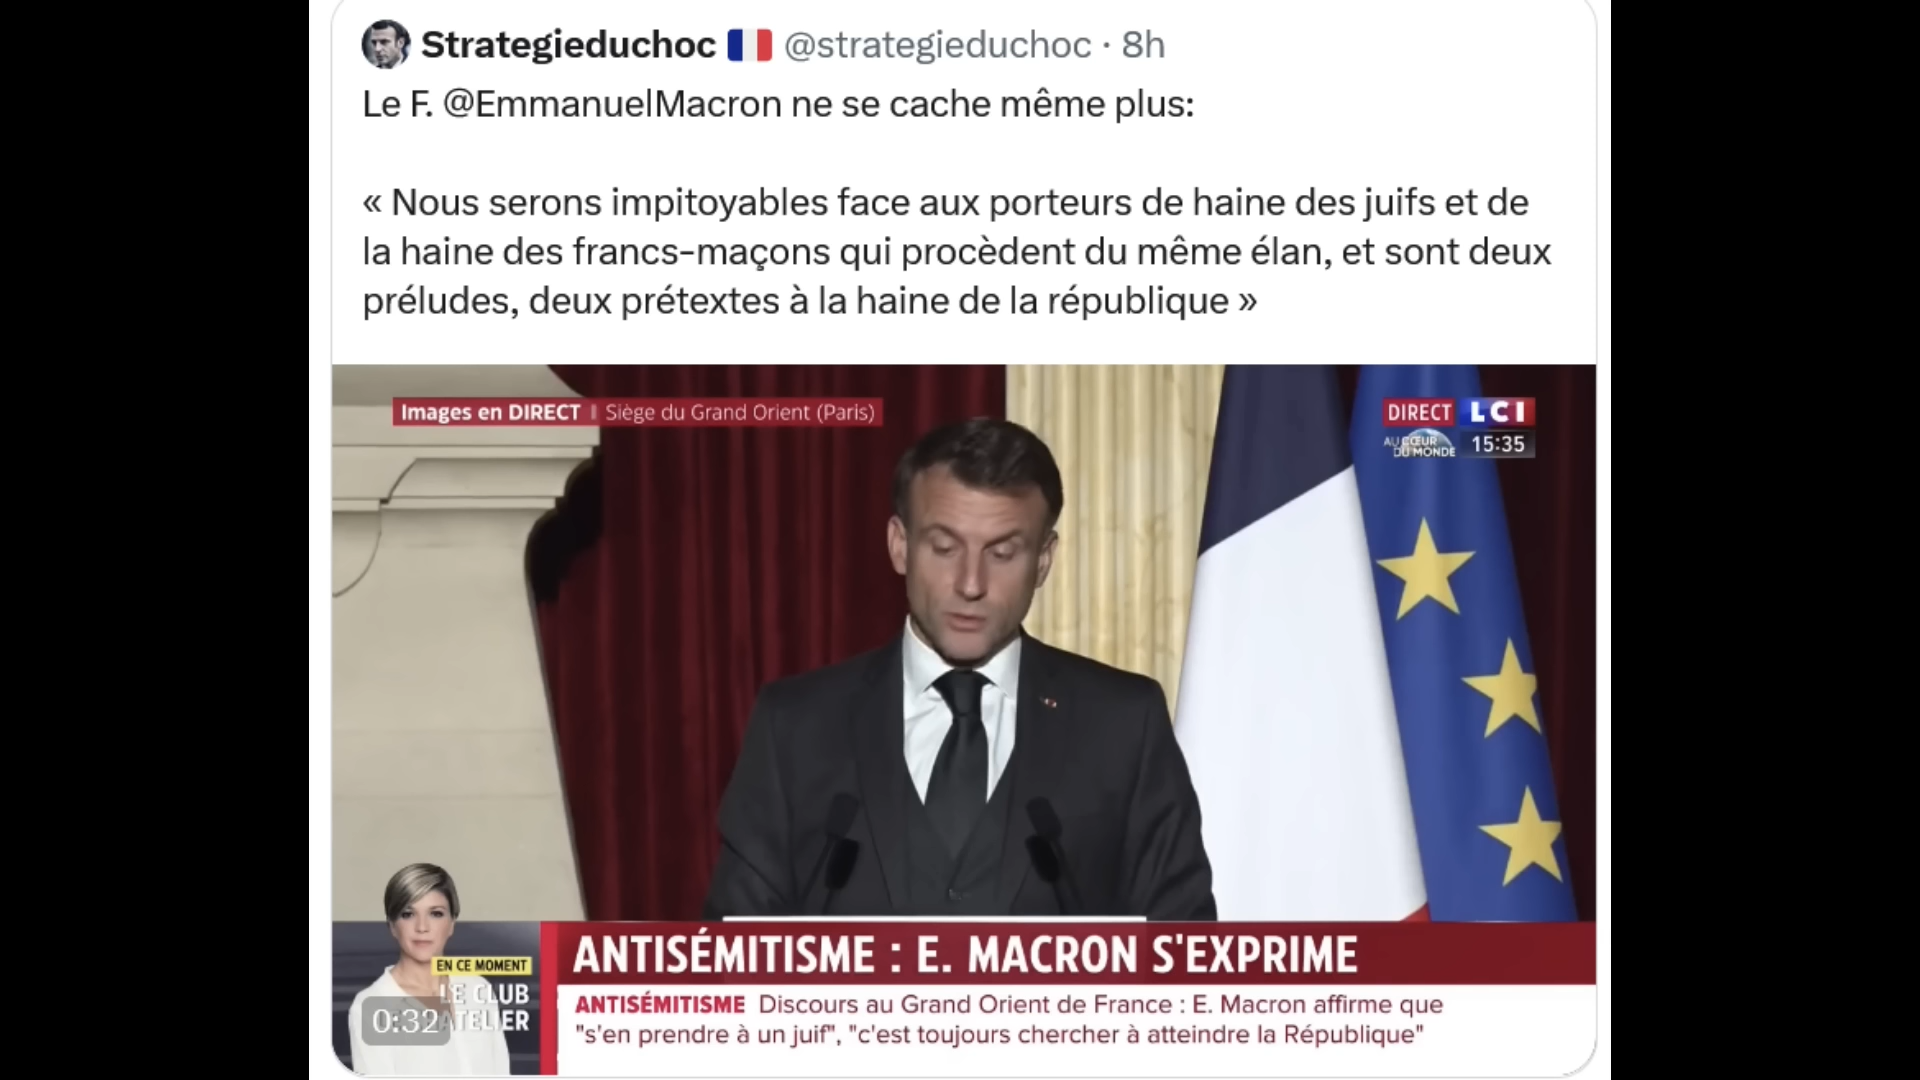 Strategieduchoc 🇫🇷 @strategieduchoc · 8h
Le F. @EmmanuelMacron ne se cache même plus:
« Nous serons impitoyables face aux porteurs de haine des juifs et de
la haine des francs-maçons qui procèdent du même élan, et sont deux
préludes, deux prétextes à la haine de la république »
Images en DIRECT | Siège du Grand Orient (Paris)
DIRECT LCI
AU CŒUR
DU MONDE
15:35
EN CE MOMENT
LE CLUB
ATELIER
0:32
ANTISÉMITISME : E. MACRON S'EXPRIME
ANTISÉMITISME Discours au Grand Orient de France : E. Macron affirme que
"s'en prendre à un juif", "c'est toujours chercher à atteindre la République"